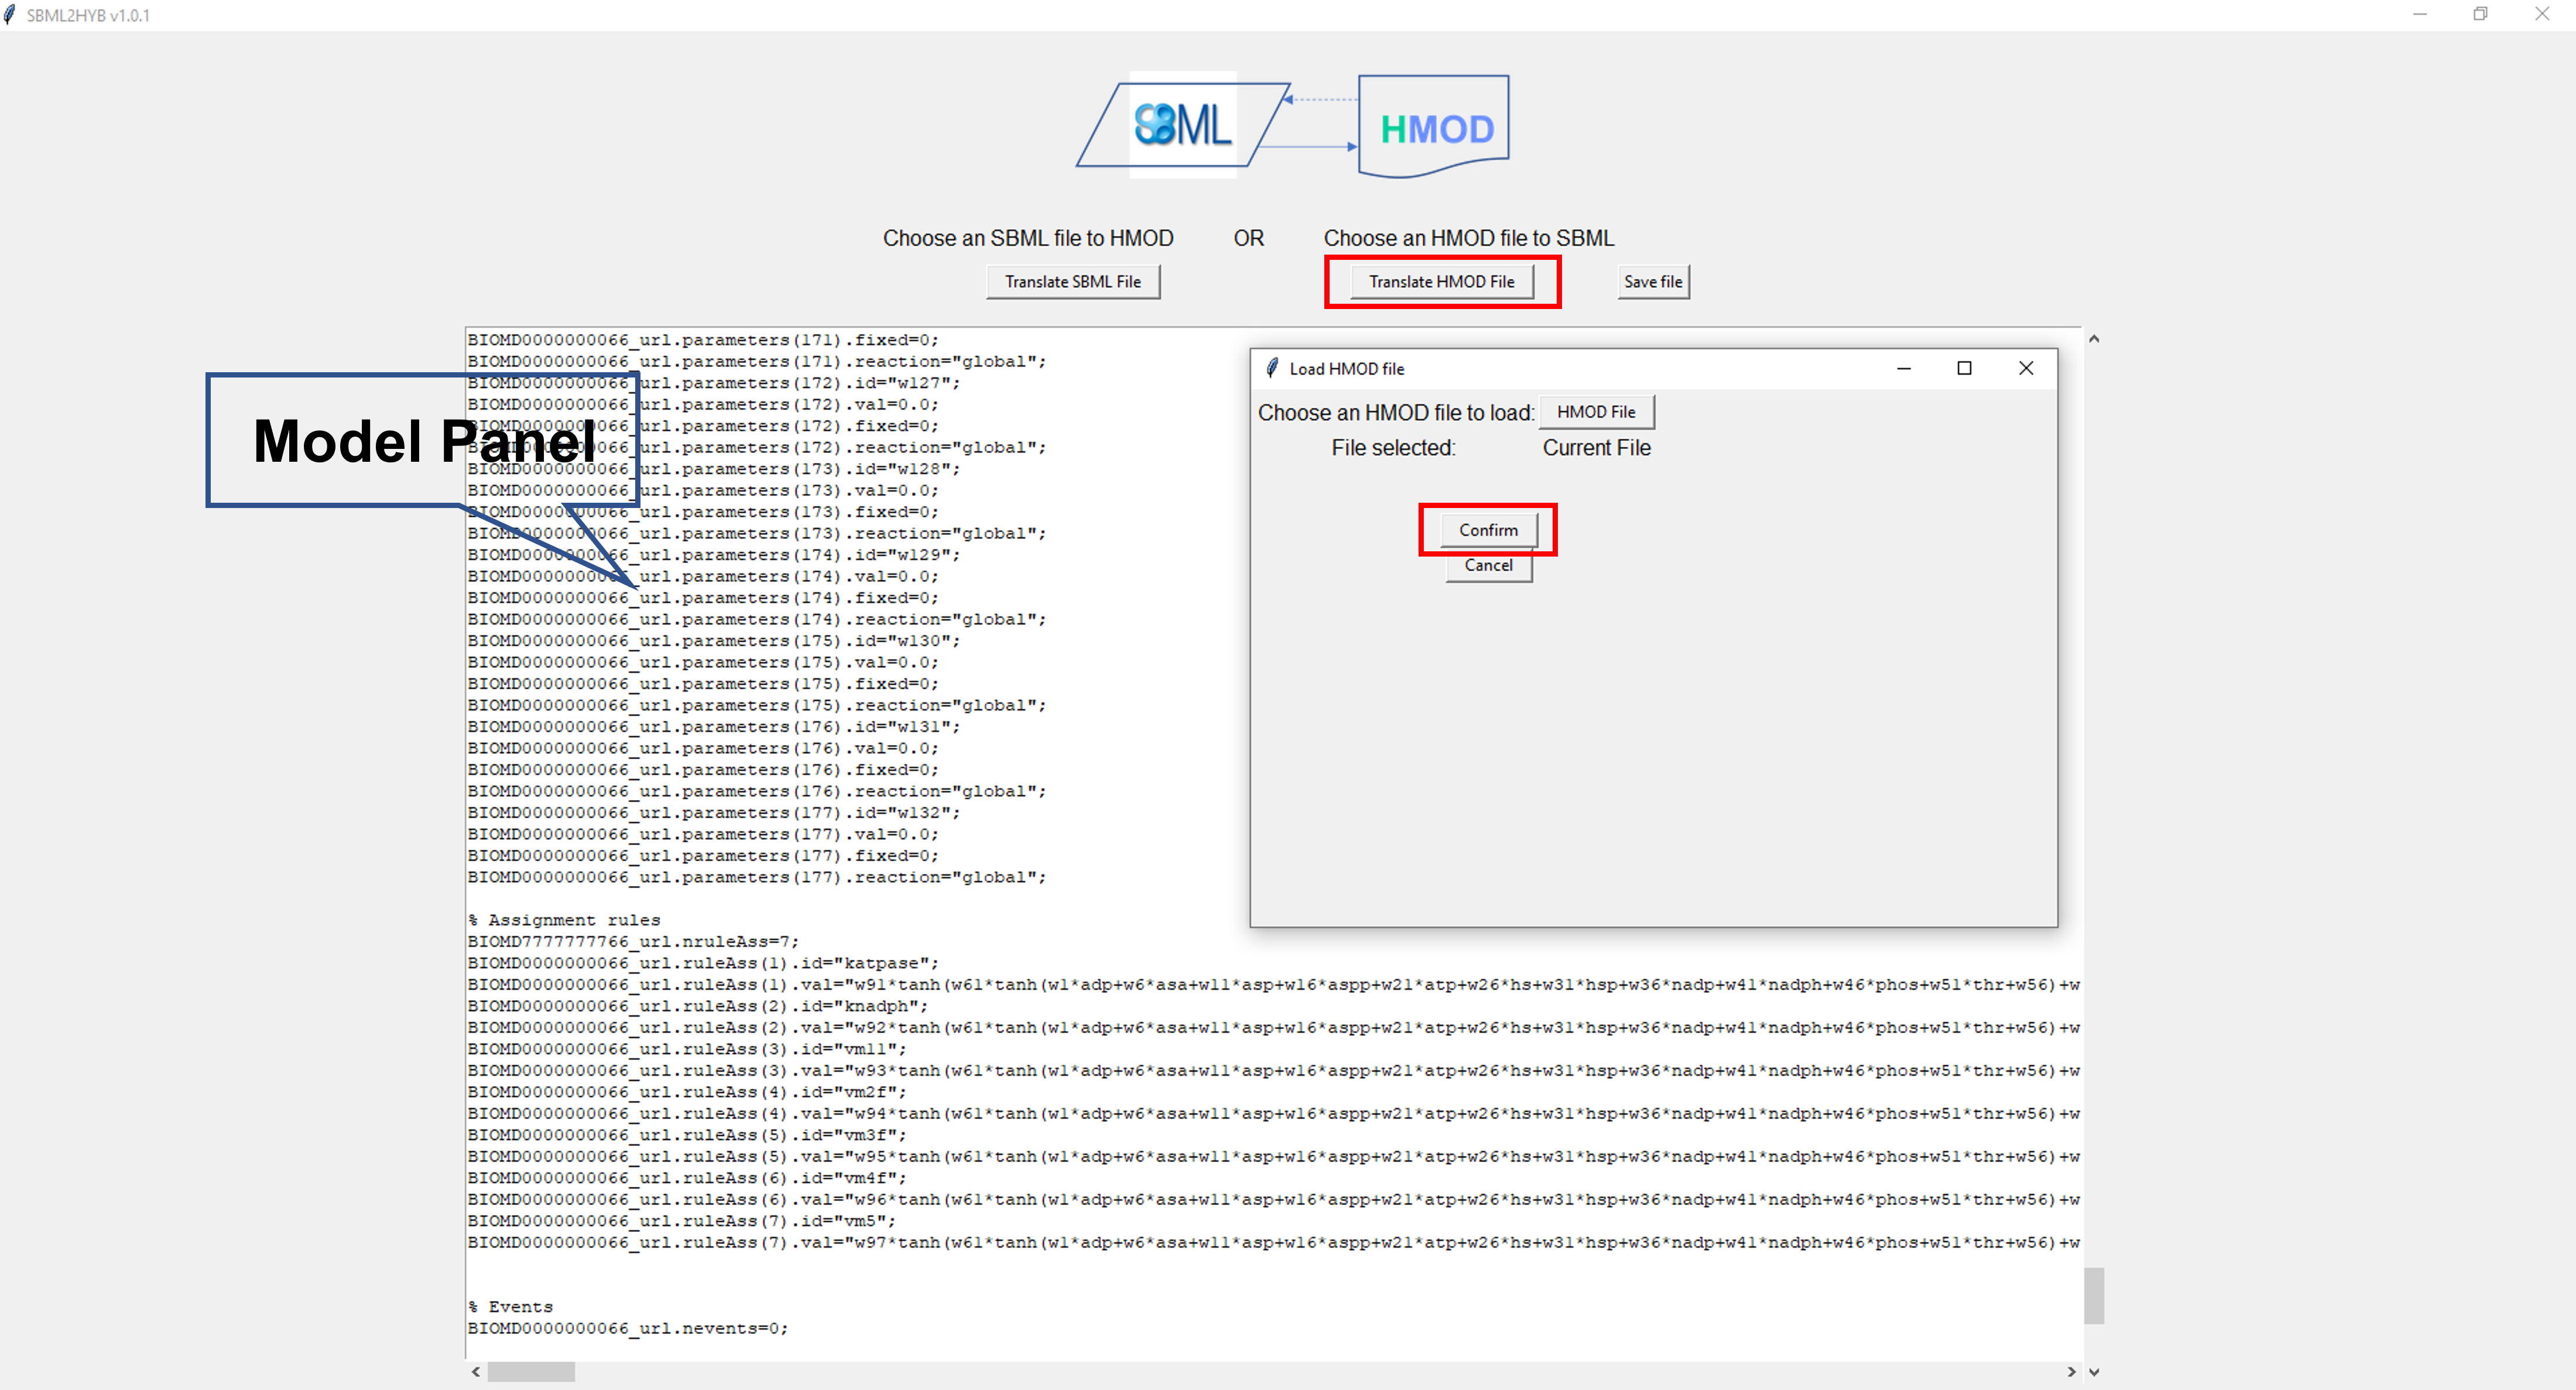 SBML2HYB v1.0.1
SBML
HMOD
Choose an SBML file to HMOD OR Choose an HMOD file to SBML
Translate SBML File Translate HMOD File Save file
BIOMD0000000066_url.parameters(171).fixed=0;
BIOMD0000000066_url.parameters(171).reaction="global";
BIOMD0000000066_url.parameters(172).id="w127";
BIOMD0000000066_url.parameters(172).val=0.0;
BIOMD0000000066_url.parameters(172).fixed=0;
BIOMD0000000066_url.parameters(172).reaction="global";
BIOMD0000000066_url.parameters(173).id="w128";
BIOMD0000000066_url.parameters(173).val=0.0;
BIOMD0000000066_url.parameters(173).fixed=0;
BIOMD0000000066_url.parameters(173).reaction="global";
BIOMD0000000066_url.parameters(174).id="w129";
BIOMD0000000066_url.parameters(174).val=0.0;
BIOMD0000000066_url.parameters(174).fixed=0;
BIOMD0000000066_url.parameters(174).reaction="global";
BIOMD0000000066_url.parameters(175).id="w130";
BIOMD0000000066_url.parameters(175).val=0.0;
BIOMD0000000066_url.parameters(175).fixed=0;
BIOMD0000000066_url.parameters(175).reaction="global";
BIOMD0000000066_url.parameters(176).id="w131";
BIOMD0000000066_url.parameters(176).val=0.0;
BIOMD0000000066_url.parameters(176).fixed=0;
BIOMD0000000066_url.parameters(176).reaction="global";
BIOMD0000000066_url.parameters(177).id="w132";
BIOMD0000000066_url.parameters(177).val=0.0;
BIOMD0000000066_url.parameters(177).fixed=0;
BIOMD0000000066_url.parameters(177).reaction="global";
% Assignment rules
BIOMD7777777766_url.nruleAss=7;
BIOMD0000000066_url.ruleAss(1).id="katpase";
BIOMD0000000066_url.ruleAss(1).val="w91*tanh(w61*tanh(w1*adp+w6*asa+w11*asp+w16*aspp+w21*atp+w26*hs+w31*hsp+w36*nadp+w41*nadph+w46*phos+w51*thr+w56)+w
BIOMD0000000066_url.ruleAss(2).id="knadph";
BIOMD0000000066_url.ruleAss(2).val="w92*tanh(w61*tanh(w1*adp+w6*asa+w11*asp+w16*aspp+w21*atp+w26*hs+w31*hsp+w36*nadp+w41*nadph+w46*phos+w51*thr+w56)+w
BIOMD0000000066_url.ruleAss(3).id="vm11";
BIOMD0000000066_url.ruleAss(3).val="w93*tanh(w61*tanh(w1*adp+w6*asa+w11*asp+w16*aspp+w21*atp+w26*hs+w31*hsp+w36*nadp+w41*nadph+w46*phos+w51*thr+w56)+w
BIOMD0000000066_url.ruleAss(4).id="vm2f";
BIOMD0000000066_url.ruleAss(4).val="w94*tanh(w61*tanh(w1*adp+w6*asa+w11*asp+w16*aspp+w21*atp+w26*hs+w31*hsp+w36*nadp+w41*nadph+w46*phos+w51*thr+w56)+w
BIOMD0000000066_url.ruleAss(5).id="vm3f";
BIOMD0000000066_url.ruleAss(5).val="w95*tanh(w61*tanh(w1*adp+w6*asa+w11*asp+w16*aspp+w21*atp+w26*hs+w31*hsp+w36*nadp+w41*nadph+w46*phos+w51*thr+w56)+w
BIOMD0000000066_url.ruleAss(6).id="vm4f";
BIOMD0000000066_url.ruleAss(6).val="w96*tanh(w61*tanh(w1*adp+w6*asa+w11*asp+w16*aspp+w21*atp+w26*hs+w31*hsp+w36*nadp+w41*nadph+w46*phos+w51*thr+w56)+w
BIOMD0000000066_url.ruleAss(7).id="vm5";
BIOMD0000000066_url.ruleAss(7).val="w97*tanh(w61*tanh(w1*adp+w6*asa+w11*asp+w16*aspp+w21*atp+w26*hs+w31*hsp+w36*nadp+w41*nadph+w46*phos+w51*thr+w56)+w
% Events
BIOMD0000000066_url.nevents=0;
Model Panel
Load HMOD file
Choose an HMOD file to load: HMOD File
File selected: Current File
Confirm
Cancel